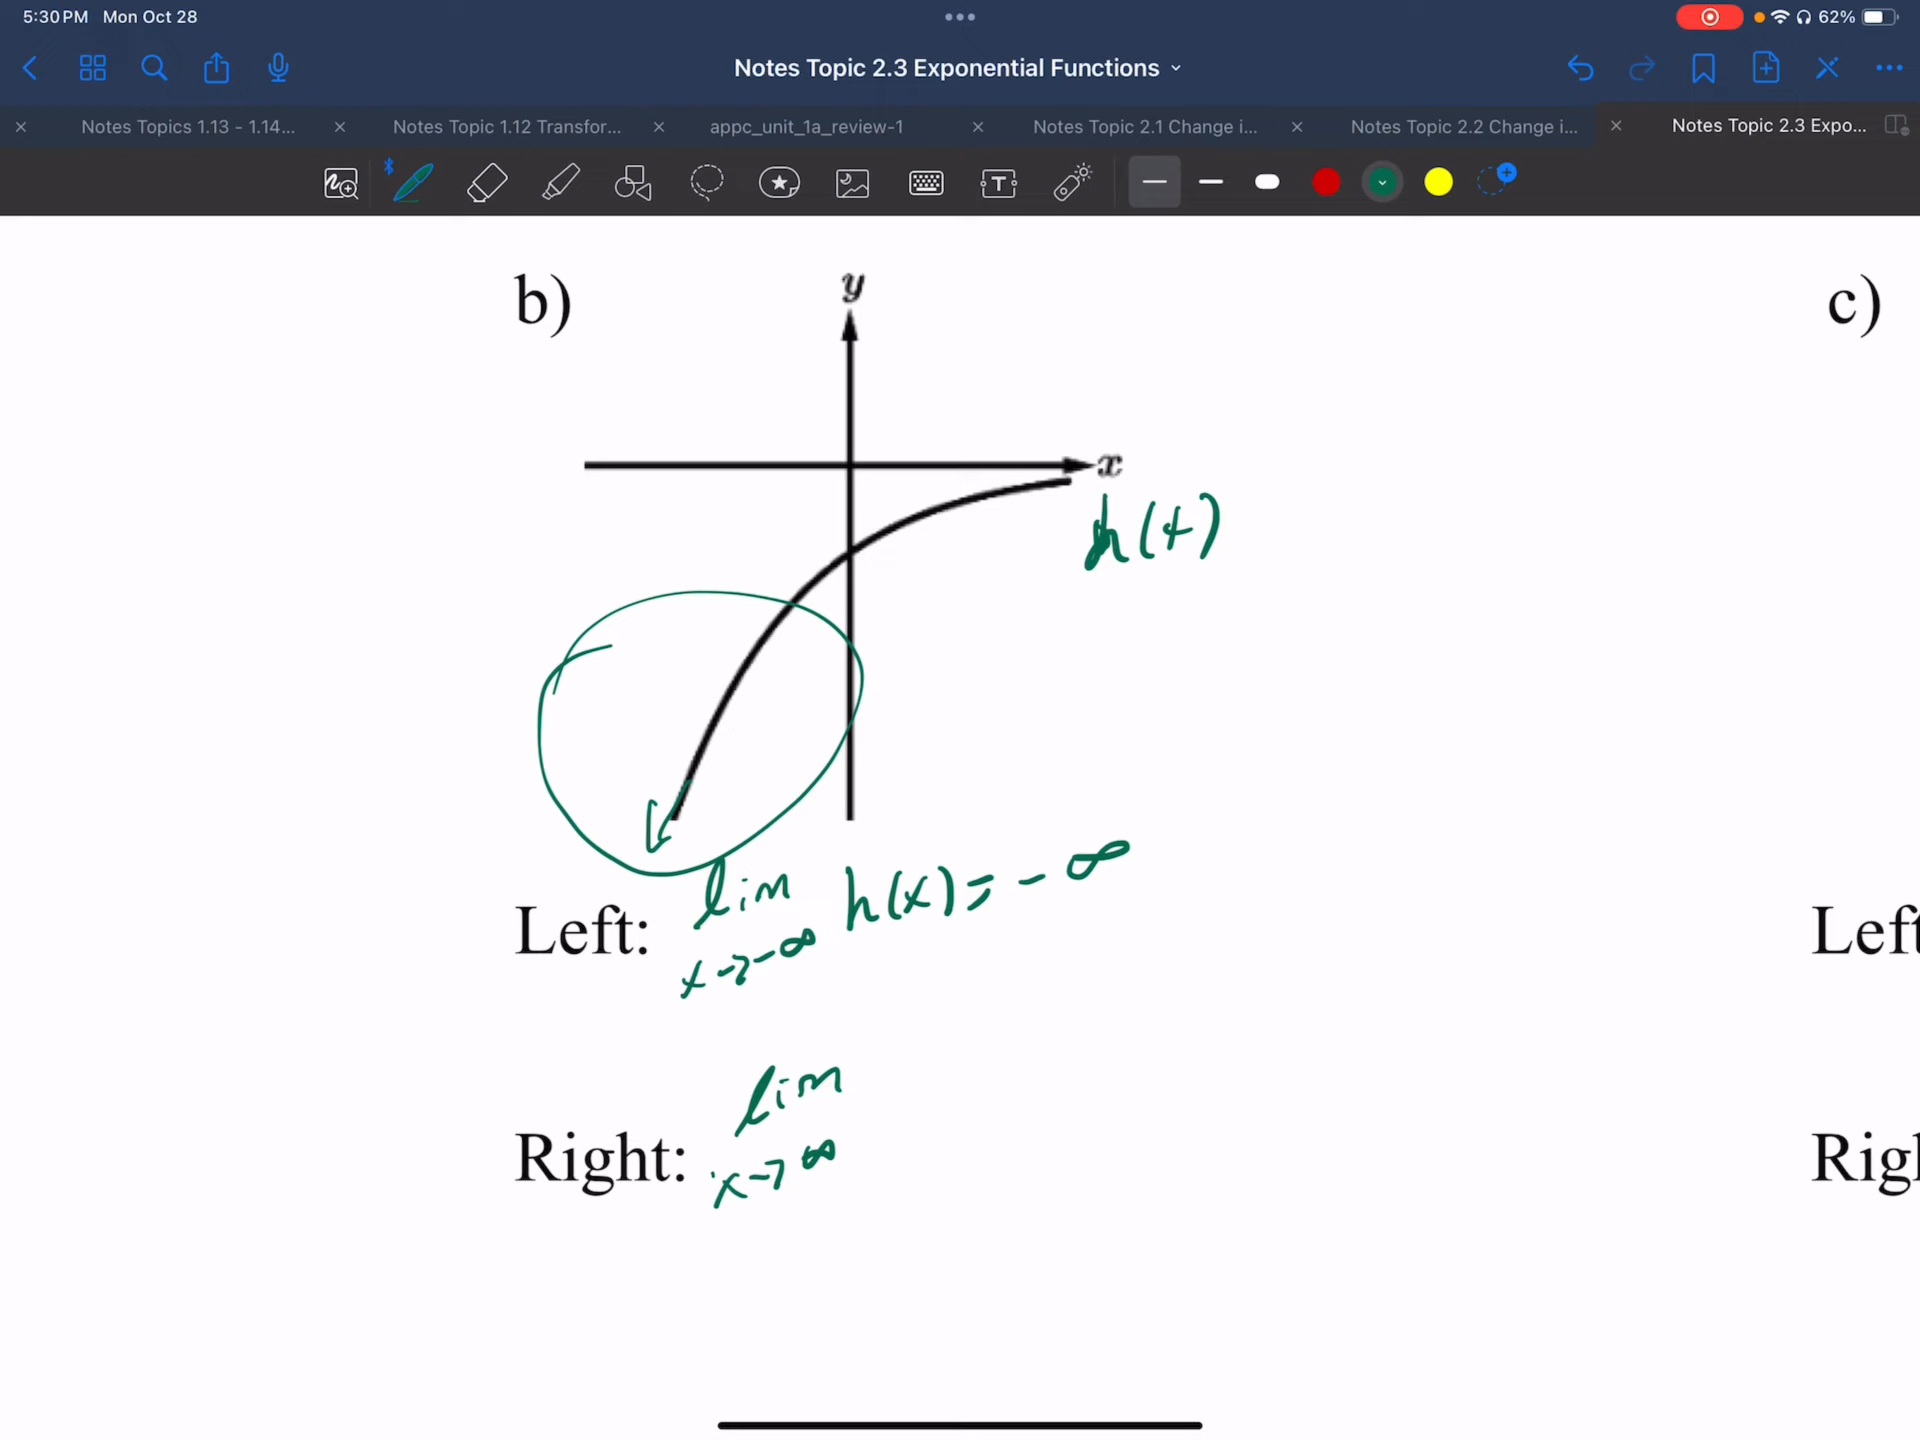 5:30 PM Mon Oct 28
62%
Notes Topic 2.3 Exponential Functions
Notes Topics 1.13 - 1.14...
Notes Topic 1.12 Transfor...
appc_unit_1a_review-1
Notes Topic 2.1 Change i...
Notes Topic 2.2 Change i...
Notes Topic 2.3 Expo...
T
b)
y
c)
x
h(t)
Left: lim h(x) = -∞
x→-∞
Left
Right: lim
x→∞
Righ